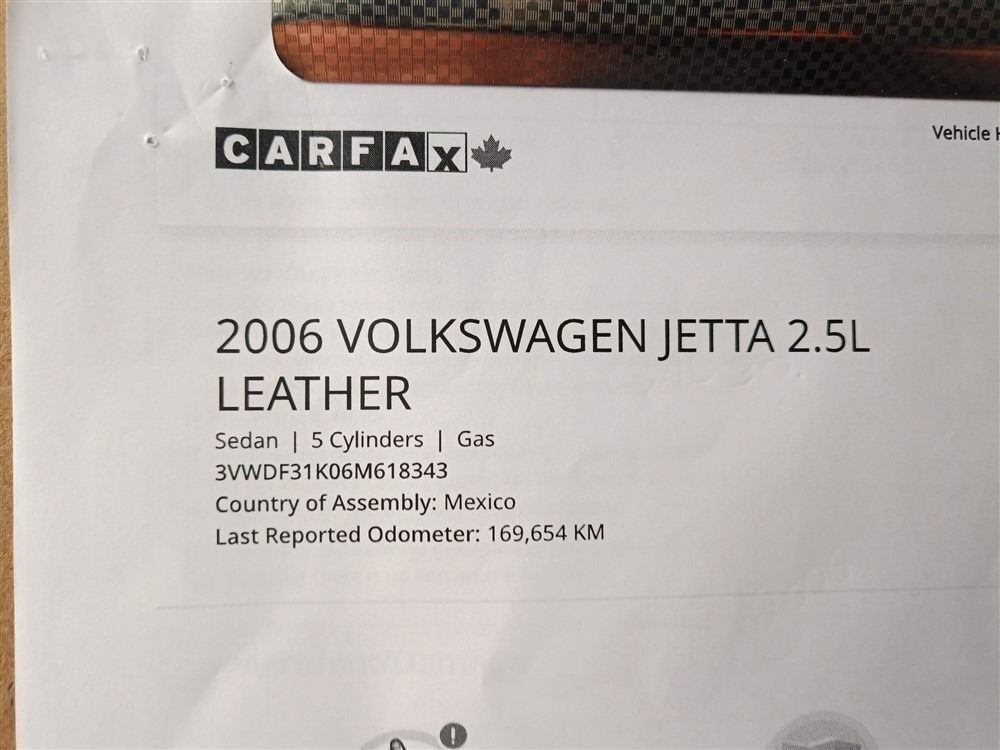 CARFAX
Vehicle
2006 VOLKSWAGEN JETTA 2.5L
LEATHER
Sedan | 5 Cylinders | Gas
3VWDF31K06M618343
Country of Assembly: Mexico
Last Reported Odometer: 169,654 KM